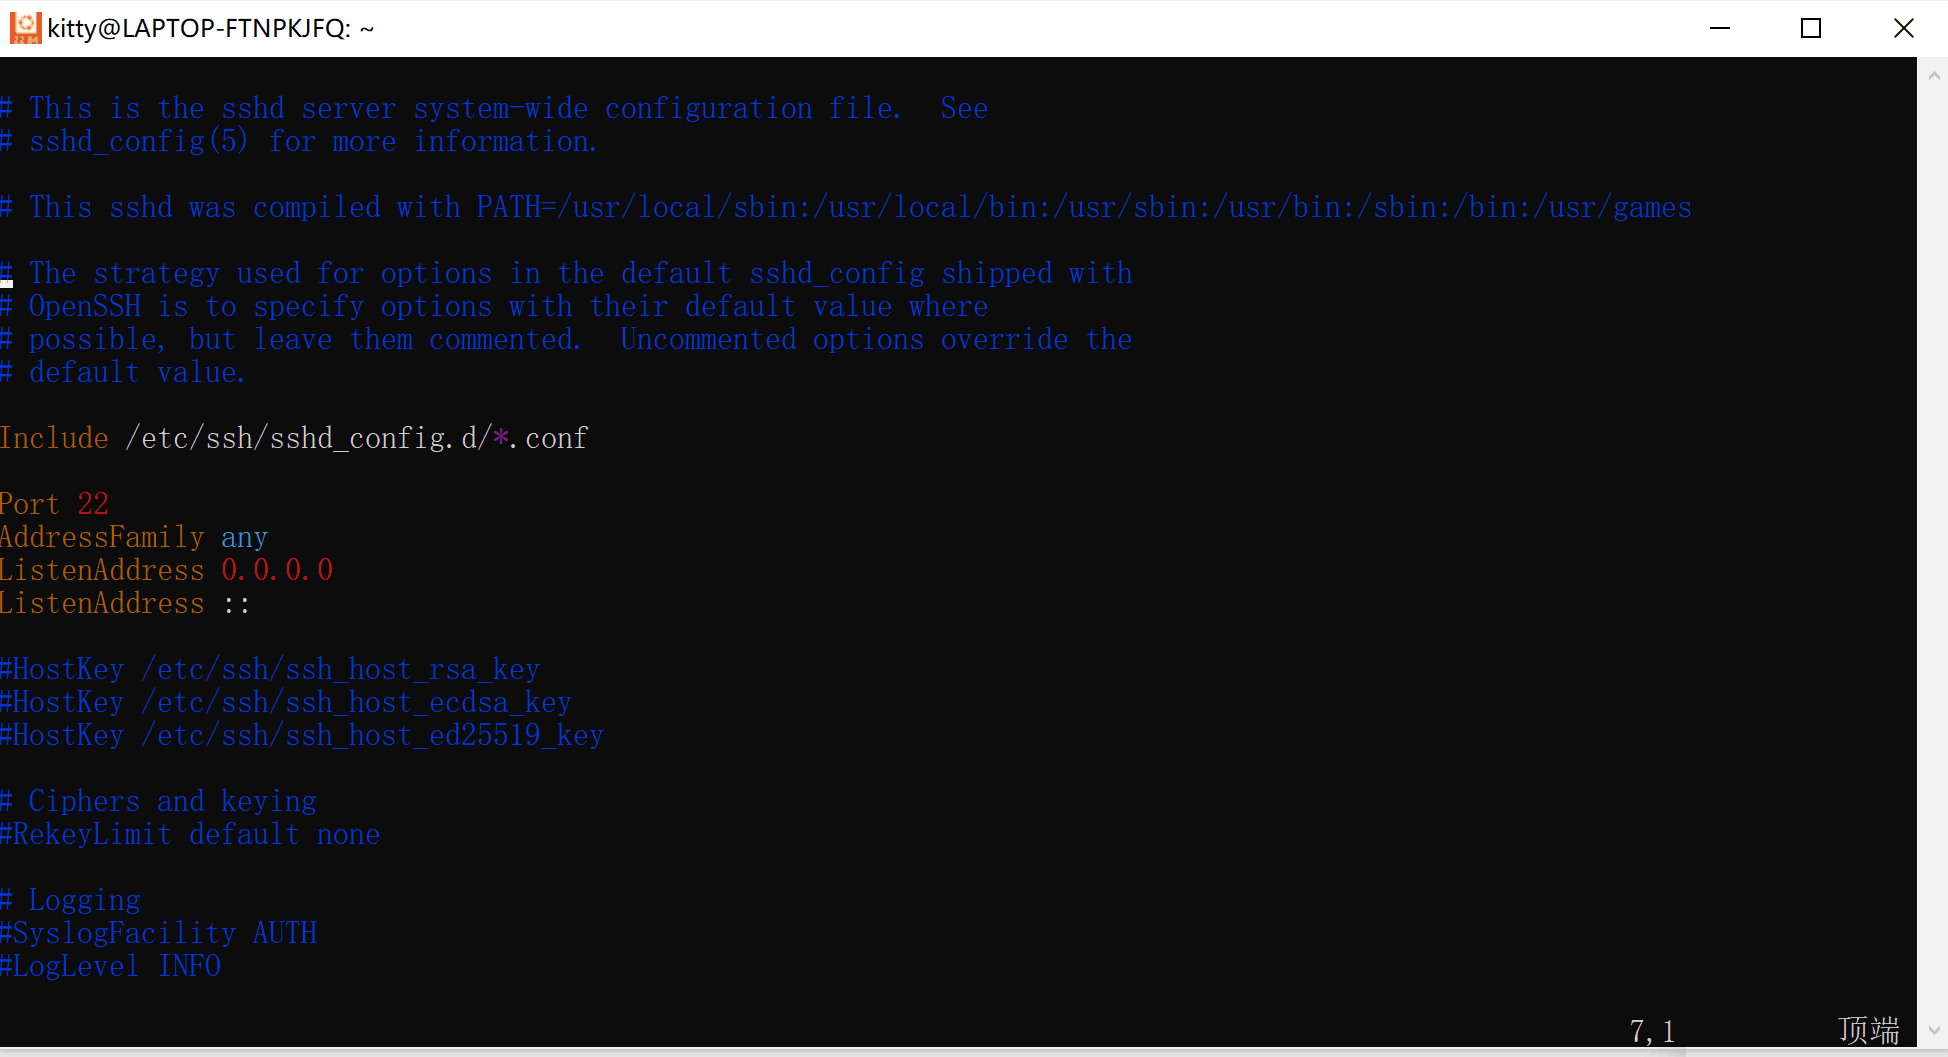 kitty@LAPTOP-FTNPKJFQ: ~
# This is the sshd server system-wide configuration file.  See
# sshd_config(5) for more information.
# This sshd was compiled with PATH=/usr/local/sbin:/usr/local/bin:/usr/sbin:/usr/bin:/sbin:/bin:/usr/games
# The strategy used for options in the default sshd_config shipped with
# OpenSSH is to specify options with their default value where
# possible, but leave them commented.  Uncommented options override the
# default value.
Include /etc/ssh/sshd_config.d/*.conf
Port 22
AddressFamily any
ListenAddress 0.0.0.0
ListenAddress ::
#HostKey /etc/ssh/ssh_host_rsa_key
#HostKey /etc/ssh/ssh_host_ecdsa_key
#HostKey /etc/ssh/ssh_host_ed25519_key
# Ciphers and keying
#RekeyLimit default none
# Logging
#SyslogFacility AUTH
#LogLevel INFO
7,1 顶端